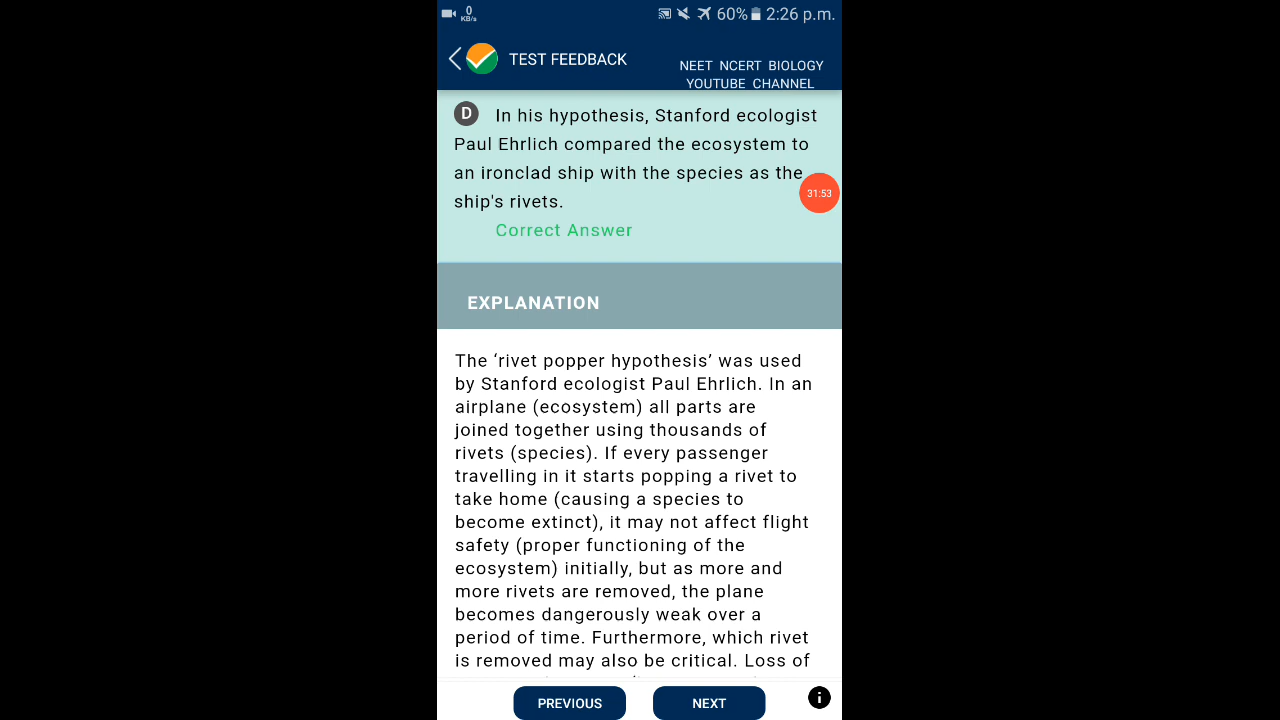 0
KB/s
60% 2:26 p.m.
TEST FEEDBACK
NEET NCERT BIOLOGY
YOUTUBE CHANNEL
D In his hypothesis, Stanford ecologist
Paul Ehrlich compared the ecosystem to
an ironclad ship with the species as the
ship's rivets.
31:53
Correct Answer
EXPLANATION
The ‘rivet popper hypothesis’ was used
by Stanford ecologist Paul Ehrlich. In an
airplane (ecosystem) all parts are
joined together using thousands of
rivets (species). If every passenger
travelling in it starts popping a rivet to
take home (causing a species to
become extinct), it may not affect flight
safety (proper functioning of the
ecosystem) initially, but as more and
more rivets are removed, the plane
becomes dangerously weak over a
period of time. Furthermore, which rivet
is removed may also be critical. Loss of
PREVIOUS NEXT